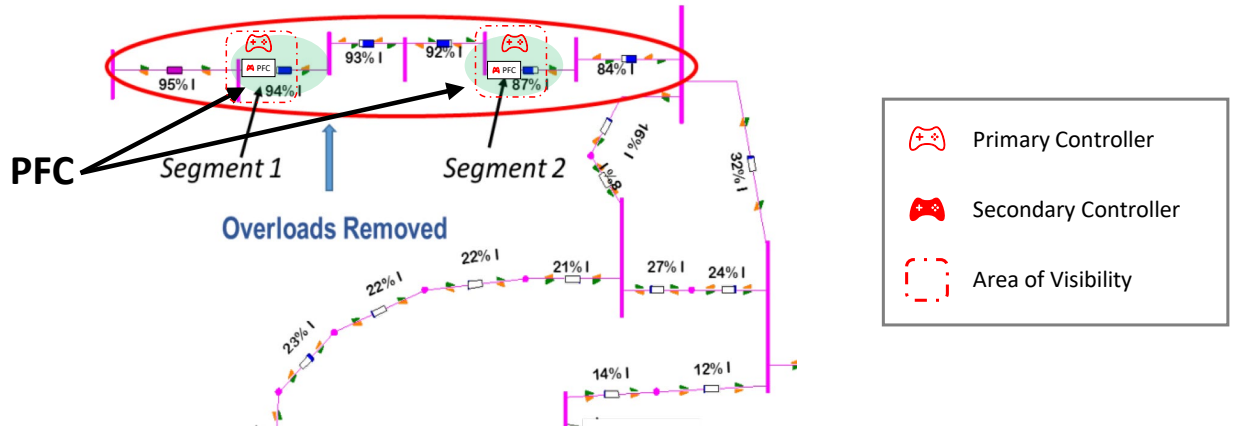 93% I
92% I
84% I
95% I
PFC
94% I
PFC
87% I
PFC
Segment 1
Segment 2
Overloads Removed
16% I
8% I
32% I
22% I
22% I
21% I
23% I
27% I
24% I
14% I
12% I
Primary Controller
Secondary Controller
Area of Visibility